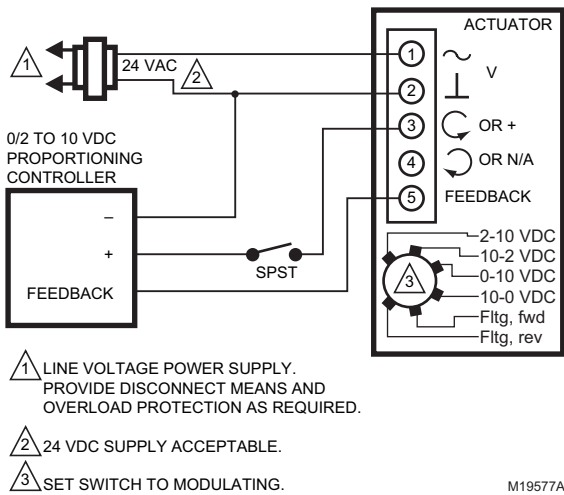 ACTUATOR
1
24 VAC
2
1
V
2
0/2 TO 10 VDC
PROPORTIONING
CONTROLLER
3
OR +
4
OR N/A
5
FEEDBACK
–
+
SPST
FEEDBACK
2-10 VDC
10-2 VDC
0-10 VDC
10-0 VDC
Fltg, fwd
Fltg, rev
3
1 LINE VOLTAGE POWER SUPPLY.
PROVIDE DISCONNECT MEANS AND
OVERLOAD PROTECTION AS REQUIRED.
2 24 VDC SUPPLY ACCEPTABLE.
3 SET SWITCH TO MODULATING.
M19577A